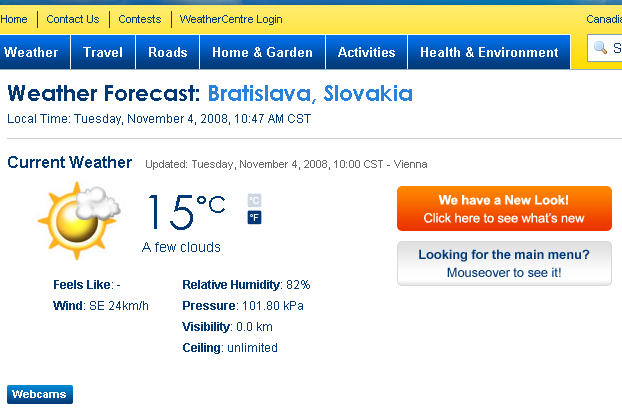 Home | Contact Us | Contests | WeatherCentre Login
Weather | Travel | Roads | Home & Garden | Activities | Health & Environment
Weather Forecast: Bratislava, Slovakia
Local Time: Tuesday, November 4, 2008, 10:47 AM CST
Current Weather Updated: Tuesday, November 4, 2008, 10:00 CST - Vienna
15°C
°C
°F
A few clouds
We have a New Look!
Click here to see what's new
Looking for the main menu?
Mouseover to see it!
Feels Like: - Relative Humidity: 82%
Wind: SE 24km/h Pressure: 101.80 kPa
Visibility: 0.0 km
Ceiling: unlimited
Webcams